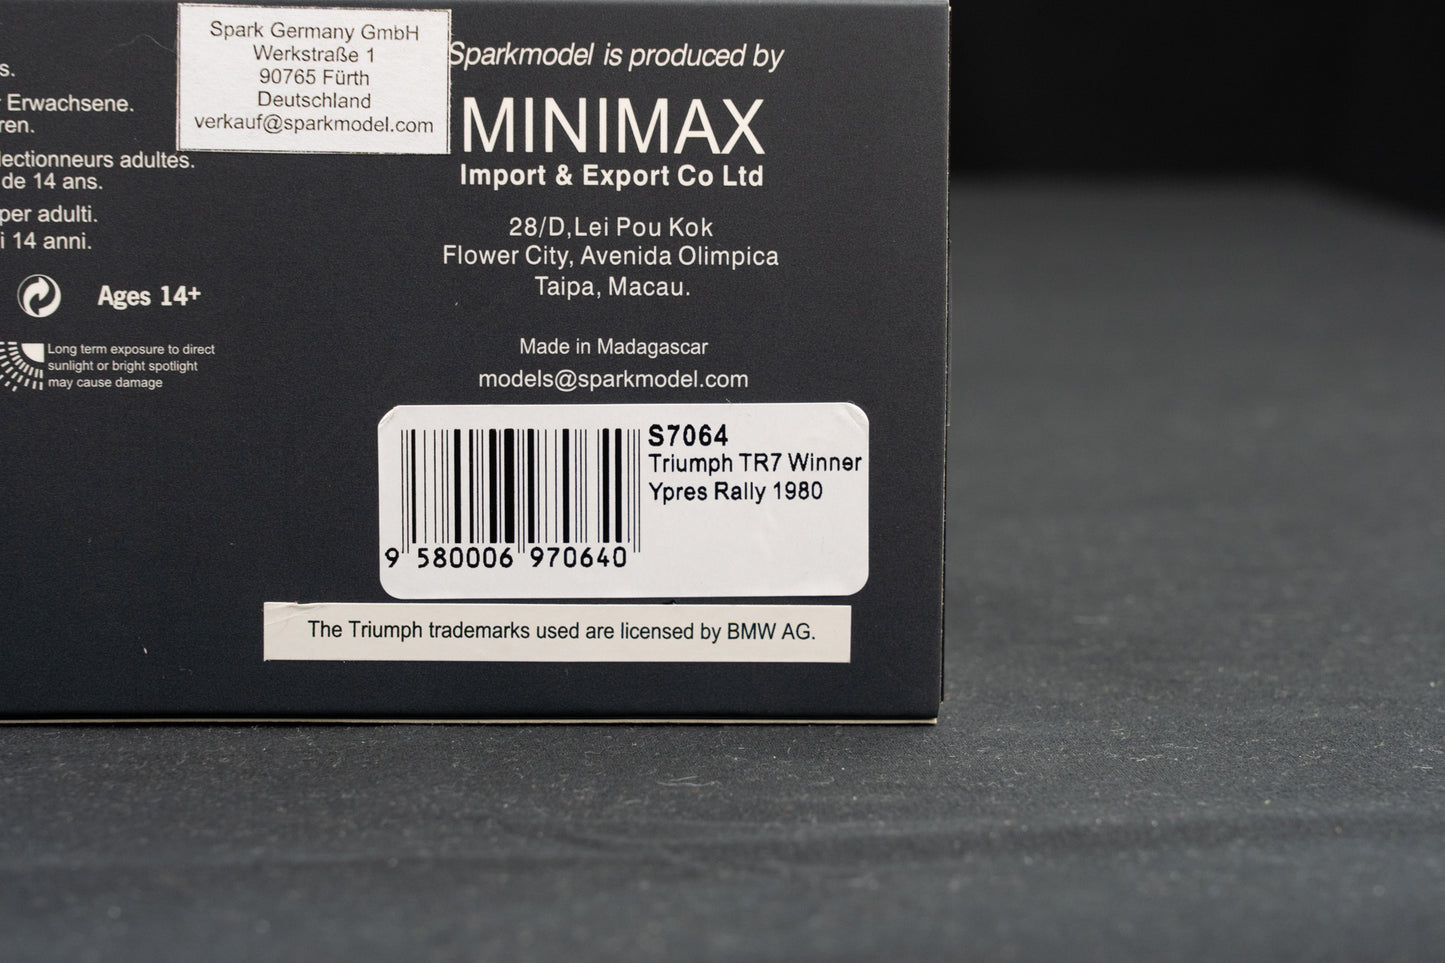 Spark Germany GmbH
Werkstraße 1
90765 Fürth
Deutschland
verkauf@sparkmodel.com
s.
Erwachsene.
ren.
lectionneurs adultes.
de 14 ans.
per adulti.
i 14 anni.
Ages 14+
Long term exposure to direct
sunlight or bright spotlight
may cause damage
Sparkmodel is produced by
MINIMAX
Import & Export Co Ltd
28/D,Lei Pou Kok
Flower City, Avenida Olimpica
Taipa, Macau.
Made in Madagascar
models@sparkmodel.com
S7064
Triumph TR7 Winner
Ypres Rally 1980
9 580006 970640
The Triumph trademarks used are licensed by BMW AG.